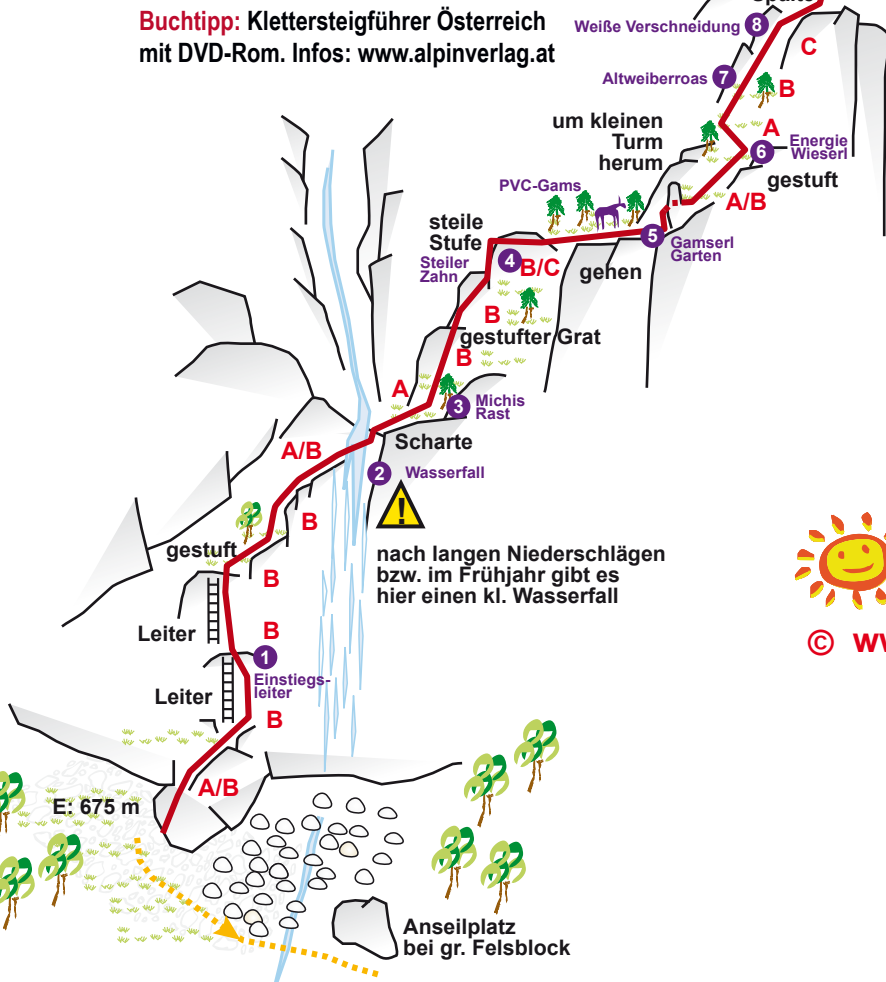 Buchtipp: Klettersteigführer Österreich
mit DVD-Rom. Infos: www.alpinverlag.at
Weiße Verschneidung 8
C
Altweiberroas 7
B
um kleinen
Turm
herum
A
6 Energie
Wieserl
gestuft
A/B
PVC-Gams
steile
Stufe
Steiler
Zahn
4 B/C
5 Gamserl
Garten
gehen
B
gestufter Grat
B
A
3 Michis
Rast
Scharte
A/B
2 Wasserfall
!
B
nach langen Niederschlägen
bzw. im Frühjahr gibt es
hier einen kl. Wasserfall
gestuft
B
Leiter
B
1
Einstiegs-
leiter
Leiter
B
A/B
E: 675 m
Anseilplatz
bei gr. Felsblock
©